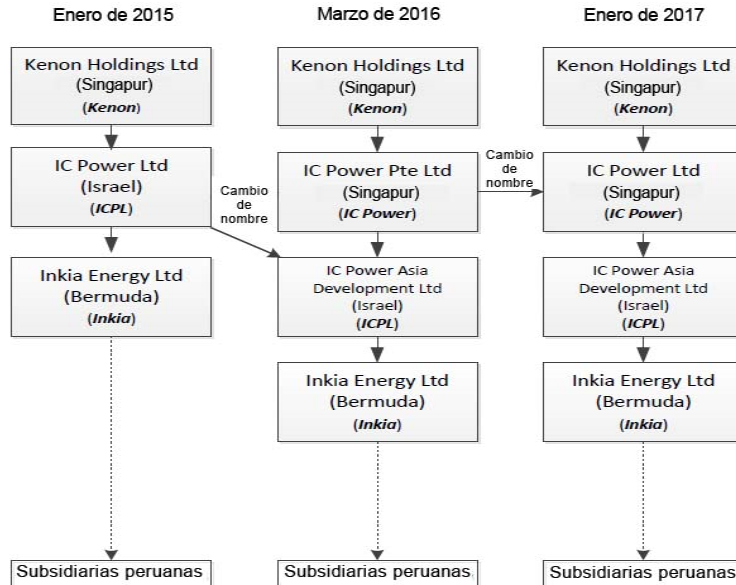 Enero de 2015
Kenon Holdings Ltd
(Singapur)
(Kenon)
IC Power Ltd
(Israel)
(ICPL)
Inkia Energy Ltd
(Bermuda)
(Inkia)
Subsidiarias peruanas
Cambio
de
nombre
Marzo de 2016
Kenon Holdings Ltd
(Singapur)
(Kenon)
IC Power Pte Ltd
(Singapur)
(IC Power)
IC Power Asia
Development Ltd
(Israel)
(ICPL)
Inkia Energy Ltd
(Bermuda)
(Inkia)
Subsidiarias peruanas
Cambio
de
nombre
Enero de 2017
Kenon Holdings Ltd
(Singapur)
(Kenon)
IC Power Ltd
(Singapur)
(IC Power)
IC Power Asia
Development Ltd
(Israel)
(ICPL)
Inkia Energy Ltd
(Bermuda)
(Inkia)
Subsidiarias peruanas